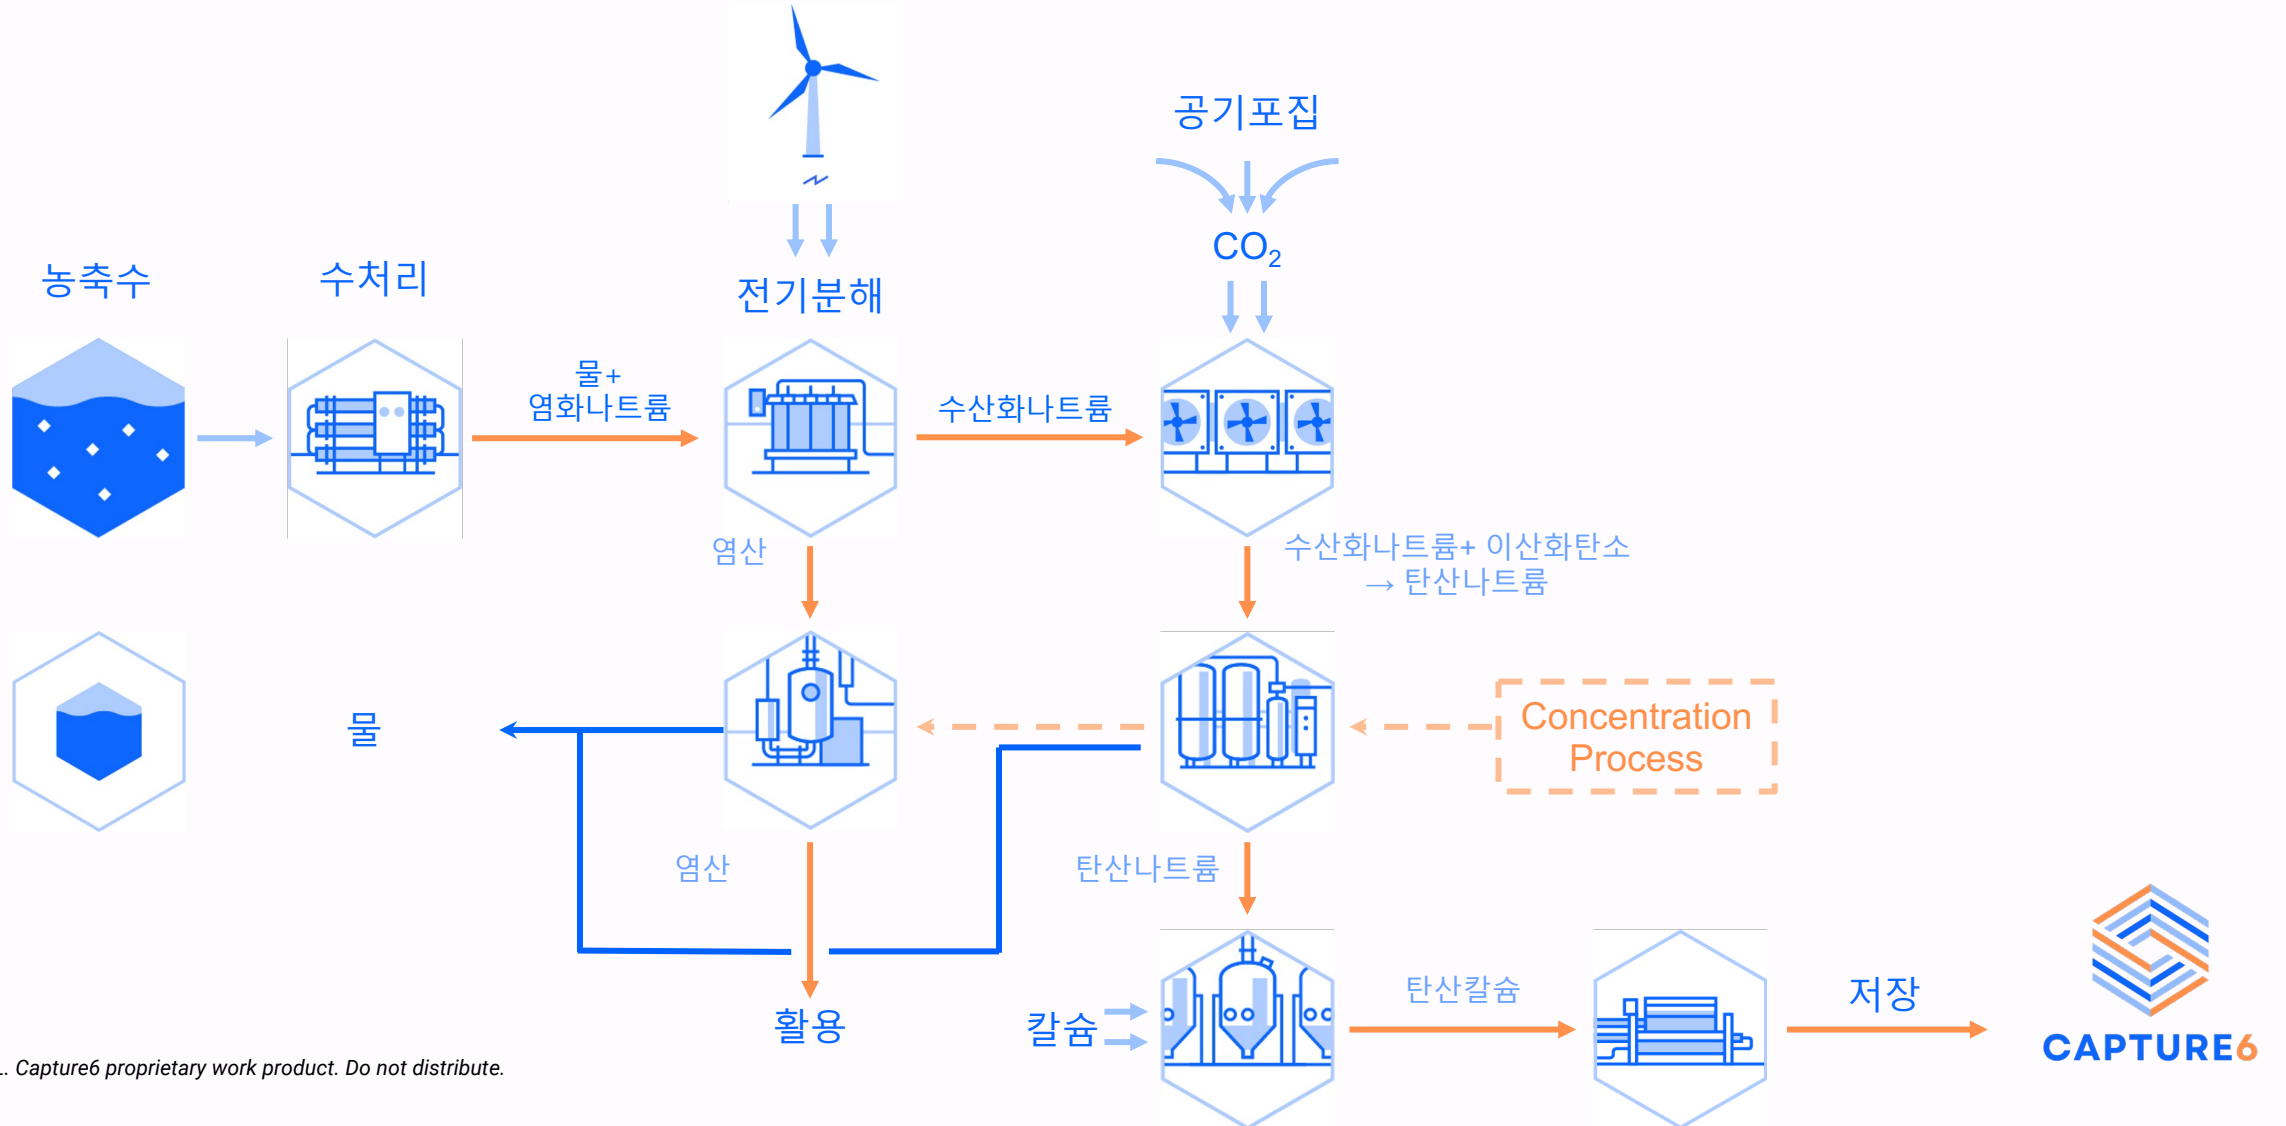 공기포집
CO₂
농축수
수처리
전기분해
물+
염화나트륨
수산화나트륨
염산
수산화나트륨+ 이산화탄소
→ 탄산나트륨
물
Concentration
Process
염산
탄산나트륨
활용
칼슘
탄산칼슘
저장
CAPTURE6
.. Capture6 proprietary work product. Do not distribute.